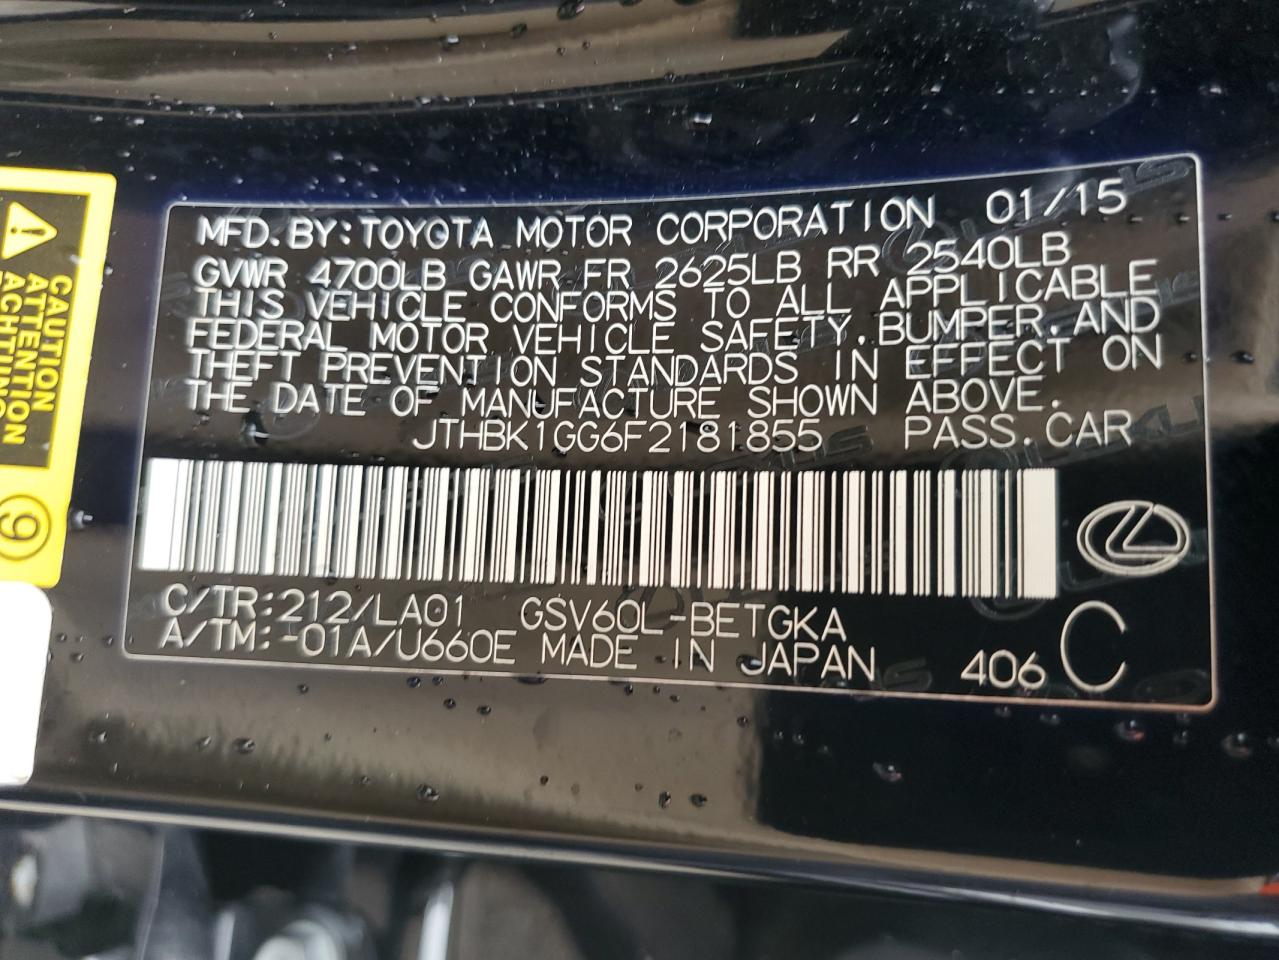 MFD.BY:TOYOTA MOTOR CORPORATION 01/15
GVWR 4700LB GAWR FR 2625LB RR 2540LB
THIS VEHICLE CONFORMS TO ALL APPLICABLE
FEDERAL MOTOR VEHICLE SAFETY,BUMPER,AND
THEFT PREVENTION STANDARDS IN EFFECT ON
THE DATE OF MANUFACTURE SHOWN ABOVE.
JTHBK1GG6F2181855 PASS.CAR
C/TR:212/LA01 GSV60L-BETGKA
A/TM:-01A/U660E MADE IN JAPAN 406 C
CAUTION
ATTENTION
ACHTUNG
9